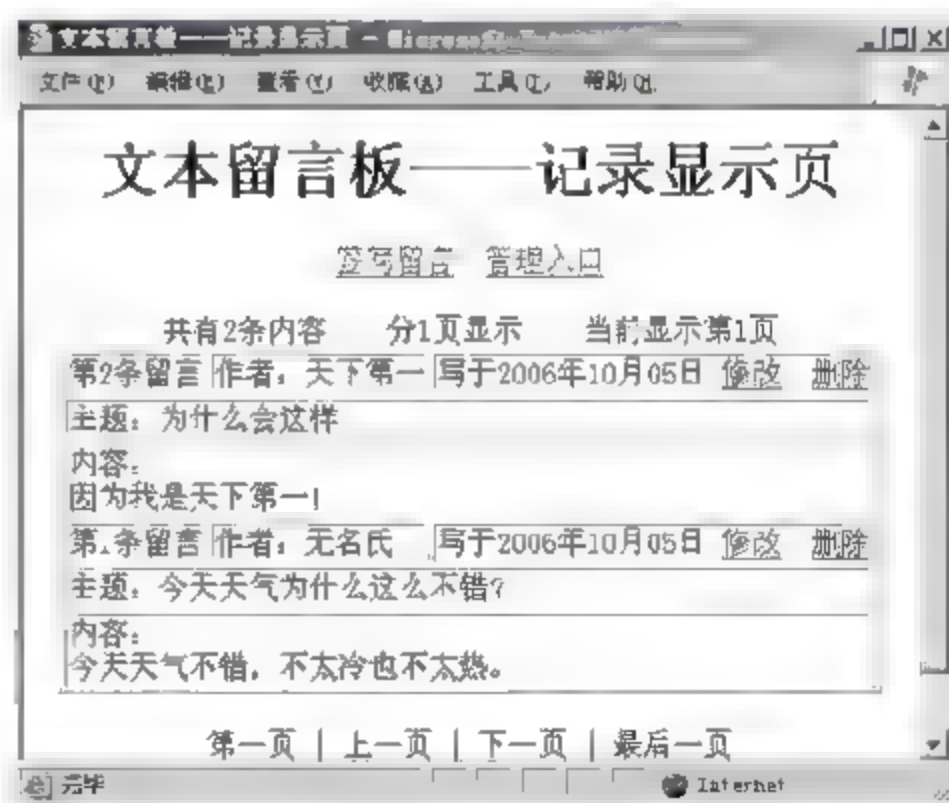 文本留言板——记录显示页 - Microsoft
文件(F) 编辑(E) 查看(V) 收藏(A) 工具(T) 帮助(H)
文本留言板——记录显示页
签写留言 管理入口
共有2条内容 分1页显示 当前显示第1页
第2条留言 作者：天下第一 写于2006年10月05日 修改 删除
主题：为什么会这样
内容：
因为我是天下第一！
第1条留言 作者：无名氏 写于2006年10月05日 修改 删除
主题：今天天气为什么这么不错？
内容：
今天天气不错，不太冷也不太热。
第一页 | 上一页 | 下一页 | 最后一页
完毕 Internet